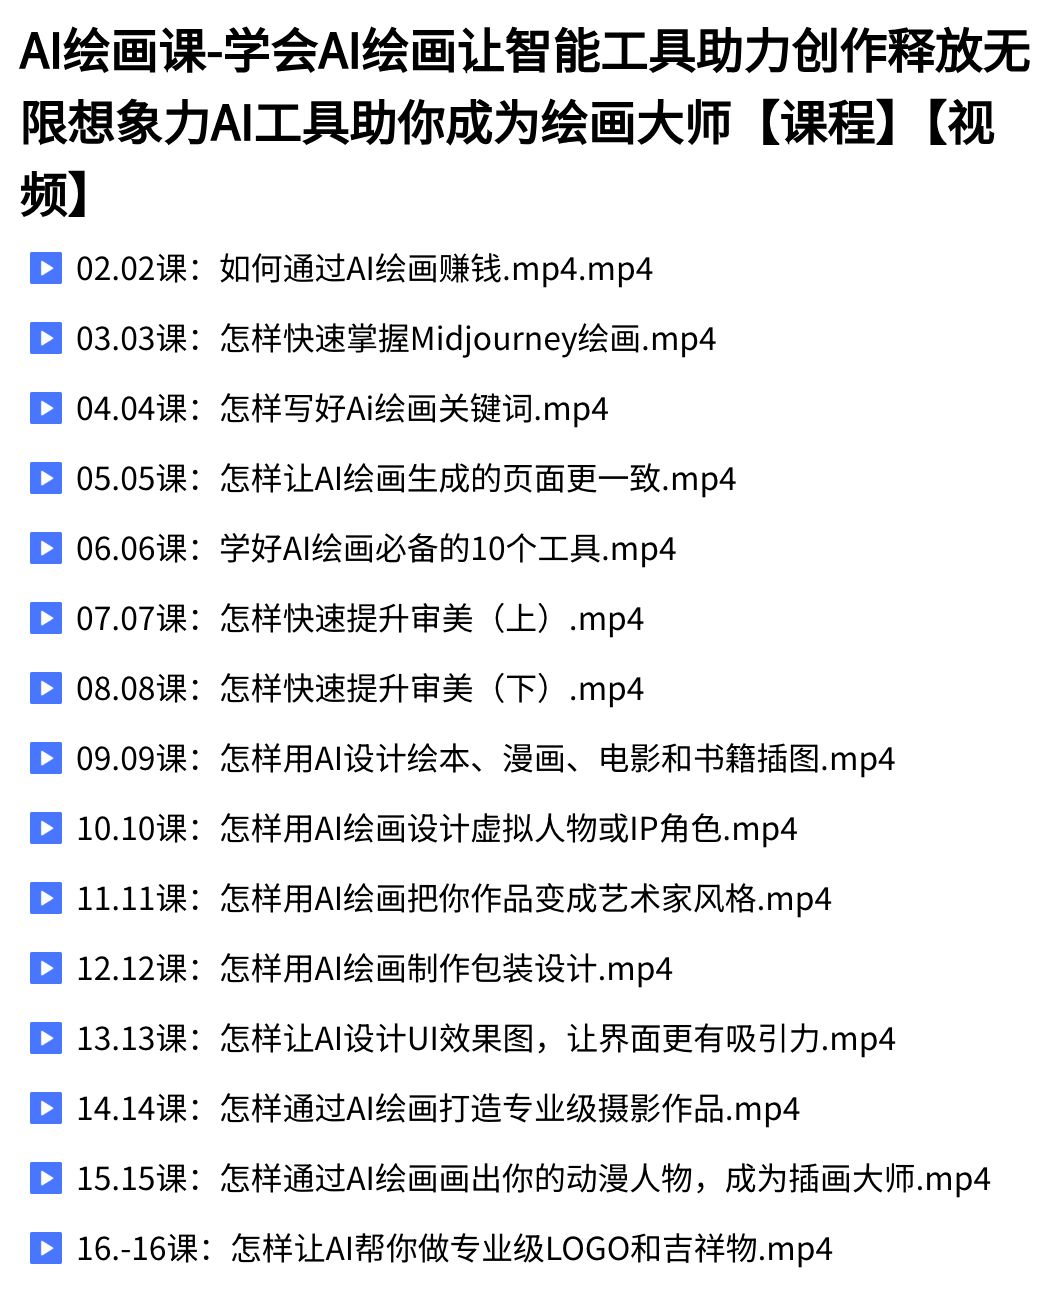 AI绘画课-学会AI绘画让智能工具助力创作释放无
限想象力AI工具助你成为绘画大师【课程】【视
频】
02.02课：如何通过AI绘画赚钱.mp4.mp4
03.03课：怎样快速掌握Midjourney绘画.mp4
04.04课：怎样写好Ai绘画关键词.mp4
05.05课：怎样让AI绘画生成的页面更一致.mp4
06.06课：学好AI绘画必备的10个工具.mp4
07.07课：怎样快速提升审美（上）.mp4
08.08课：怎样快速提升审美（下）.mp4
09.09课：怎样用AI设计绘本、漫画、电影和书籍插图.mp4
10.10课：怎样用AI绘画设计虚拟人物或IP角色.mp4
11.11课：怎样用AI绘画把你作品变成艺术家风格.mp4
12.12课：怎样用AI绘画制作包装设计.mp4
13.13课：怎样让AI设计UI效果图，让界面更有吸引力.mp4
14.14课：怎样通过AI绘画打造专业级摄影作品.mp4
15.15课：怎样通过AI绘画画出你的动漫人物，成为插画大师.mp4
16.-16课：怎样让AI帮你做专业级LOGO和吉祥物.mp4